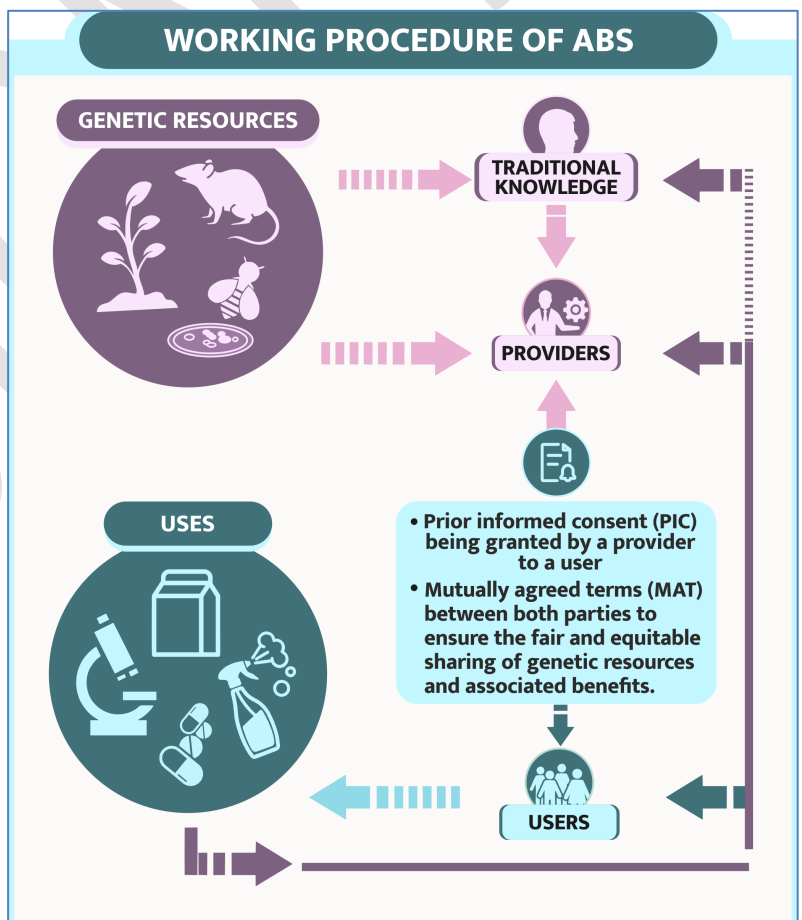 WORKING PROCEDURE OF ABS
GENETIC RESOURCES
TRADITIONAL
KNOWLEDGE
PROVIDERS
USES
• Prior informed consent (PIC)
being granted by a provider
to a user
• Mutually agreed terms (MAT)
between both parties to
ensure the fair and equitable
sharing of genetic resources
and associated benefits.
USERS